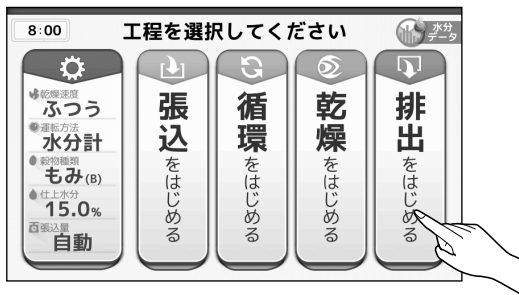 8:00
工程を選択してください
水分
データ
乾燥速度
ふつう
運転方法
水分計
穀物種類
もみ(B)
仕上水分
15.0%
張込量
自動
張込をはじめる
循環をはじめる
乾燥をはじめる
排出をはじめる